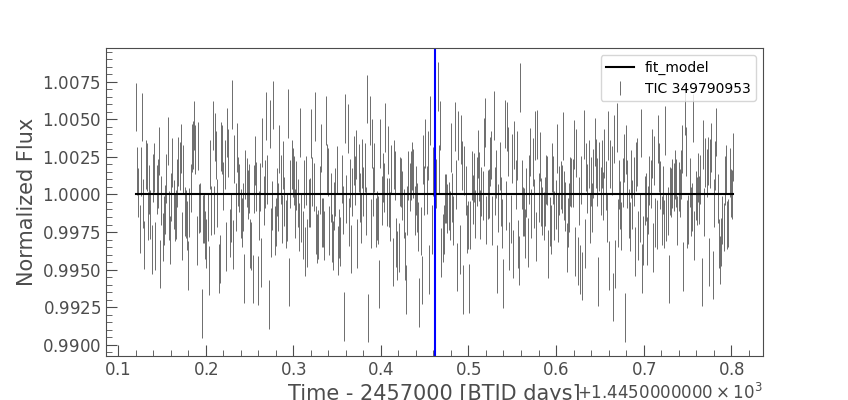 fit_model
TIC 349790953
1.0075
1.0050
1.0025
1.0000
0.9975
0.9950
0.9925
0.9900
Normalized Flux
0.1 0.2 0.3 0.4 0.5 0.6 0.7 0.8
Time - 2457000 [BTJD days]
+1.4450000000 × 10³